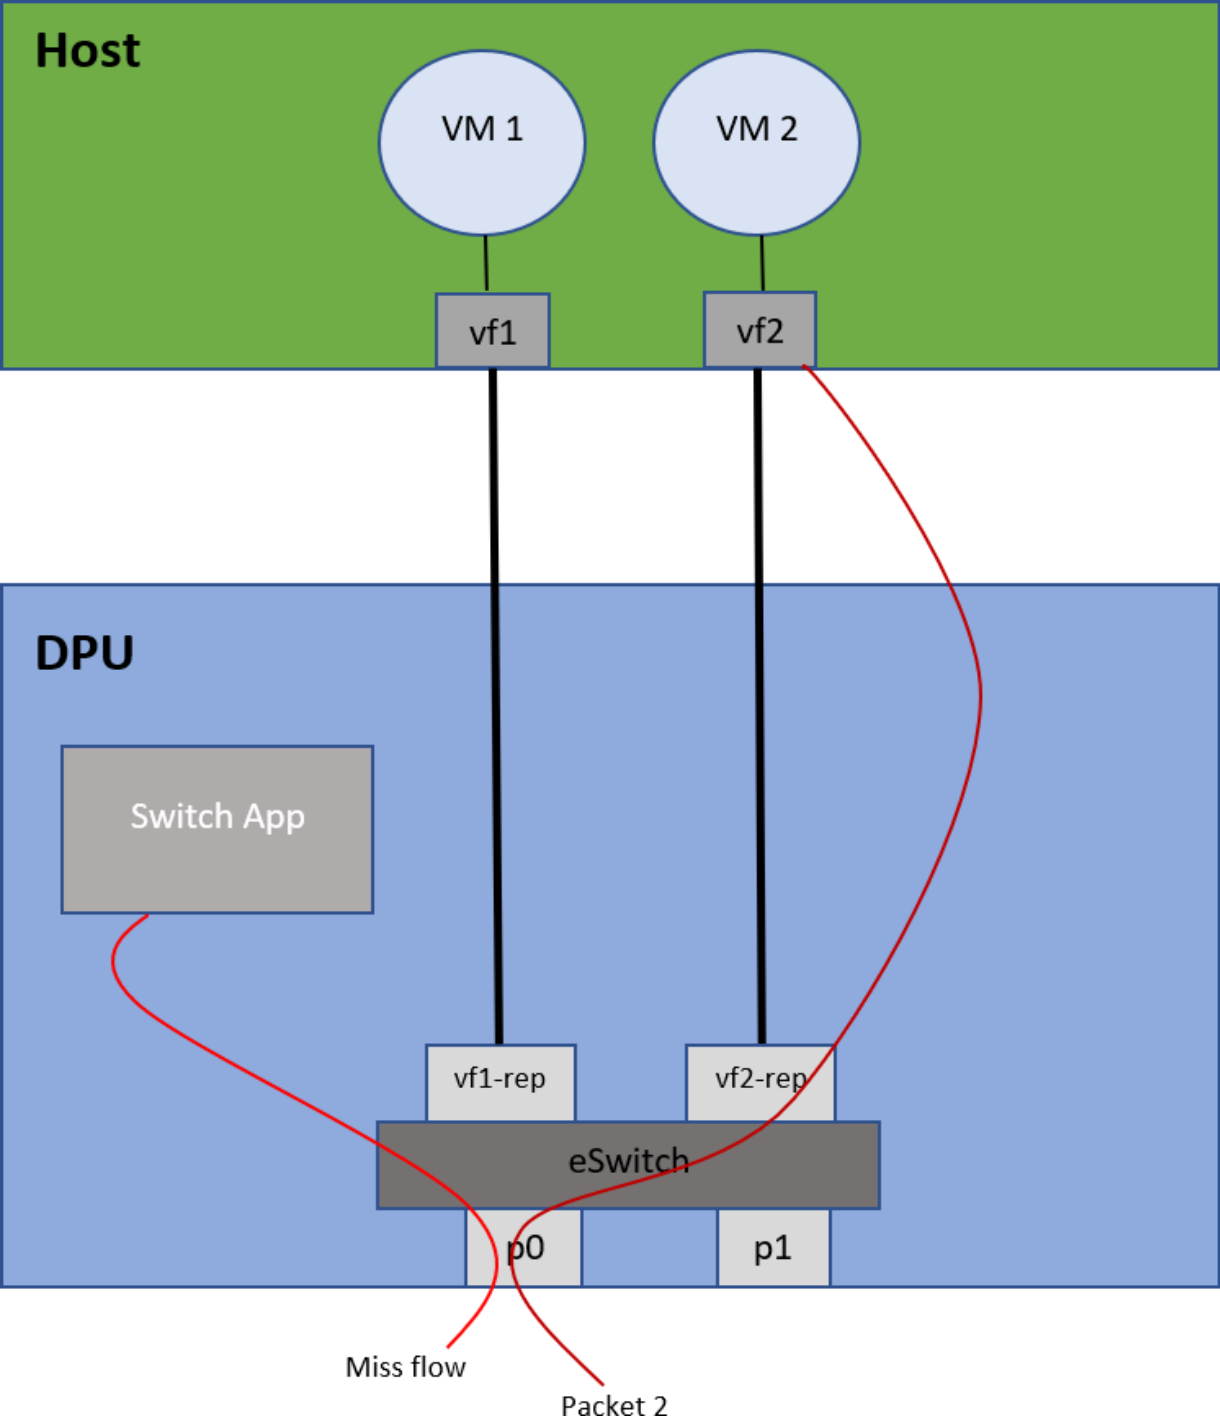 Host
VM 1
VM 2
vf1
vf2
DPU
Switch App
vf1-rep
vf2-rep
eSwitch
p0
p1
Miss flow
Packet 2